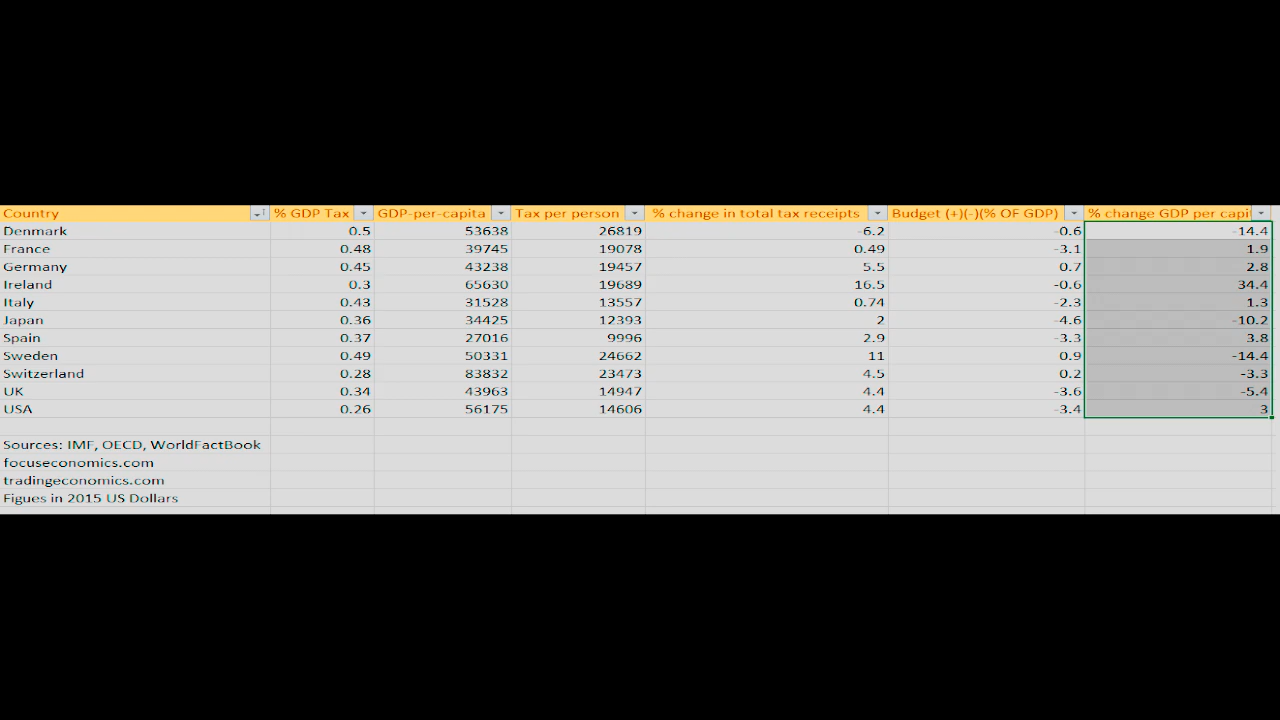 Country % GDP Tax GDP-per-capita Tax per person % change in total tax receipts Budget (+)(-)(% OF GDP) % change GDP per capi
Denmark 0.5 53638 26819 -6.2 -0.6 -14.4
France 0.48 39745 19078 0.49 -3.1 1.9
Germany 0.45 43238 19457 5.5 0.7 2.8
Ireland 0.3 65630 19689 16.5 -0.6 34.4
Italy 0.43 31528 13557 0.74 -2.3 1.3
Japan 0.36 34425 12393 2 -4.6 -10.2
Spain 0.37 27016 9996 2.9 -3.3 3.8
Sweden 0.49 50331 24662 11 0.9 -14.4
Switzerland 0.28 83832 23473 4.5 0.2 -3.3
UK 0.34 43963 14947 4.4 -3.6 -5.4
USA 0.26 56175 14606 4.4 -3.4 3
Sources: IMF, OECD, WorldFactBook
focuseconomics.com
tradingeconomics.com
Figues in 2015 US Dollars